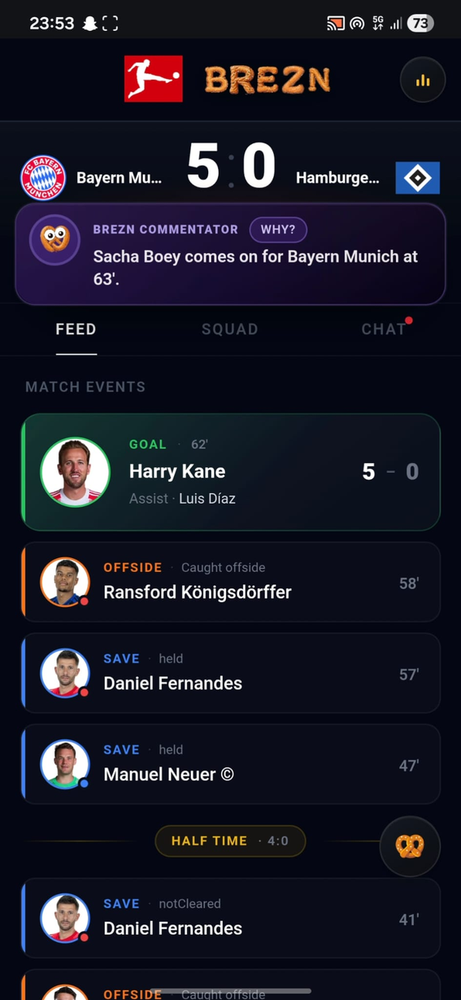 23:53
5G
73
BREZN
FC BAYERN
MÜNCHEN
Bayern Mu...
5:0
Hamburge...
BREZN COMMENTATOR
WHY?
Sacha Boey comes on for Bayern Munich at
63'.
FEED
SQUAD
CHAT
MATCH EVENTS
GOAL · 62'
Harry Kane
5 - 0
Assist · Luis Díaz
OFFSIDE · Caught offside
Ransford Königsdörffer
58'
SAVE · held
Daniel Fernandes
57'
SAVE · held
Manuel Neuer ©
47'
HALF TIME · 4:0
SAVE · notCleared
Daniel Fernandes
41'
OFFSIDE · Caught offside